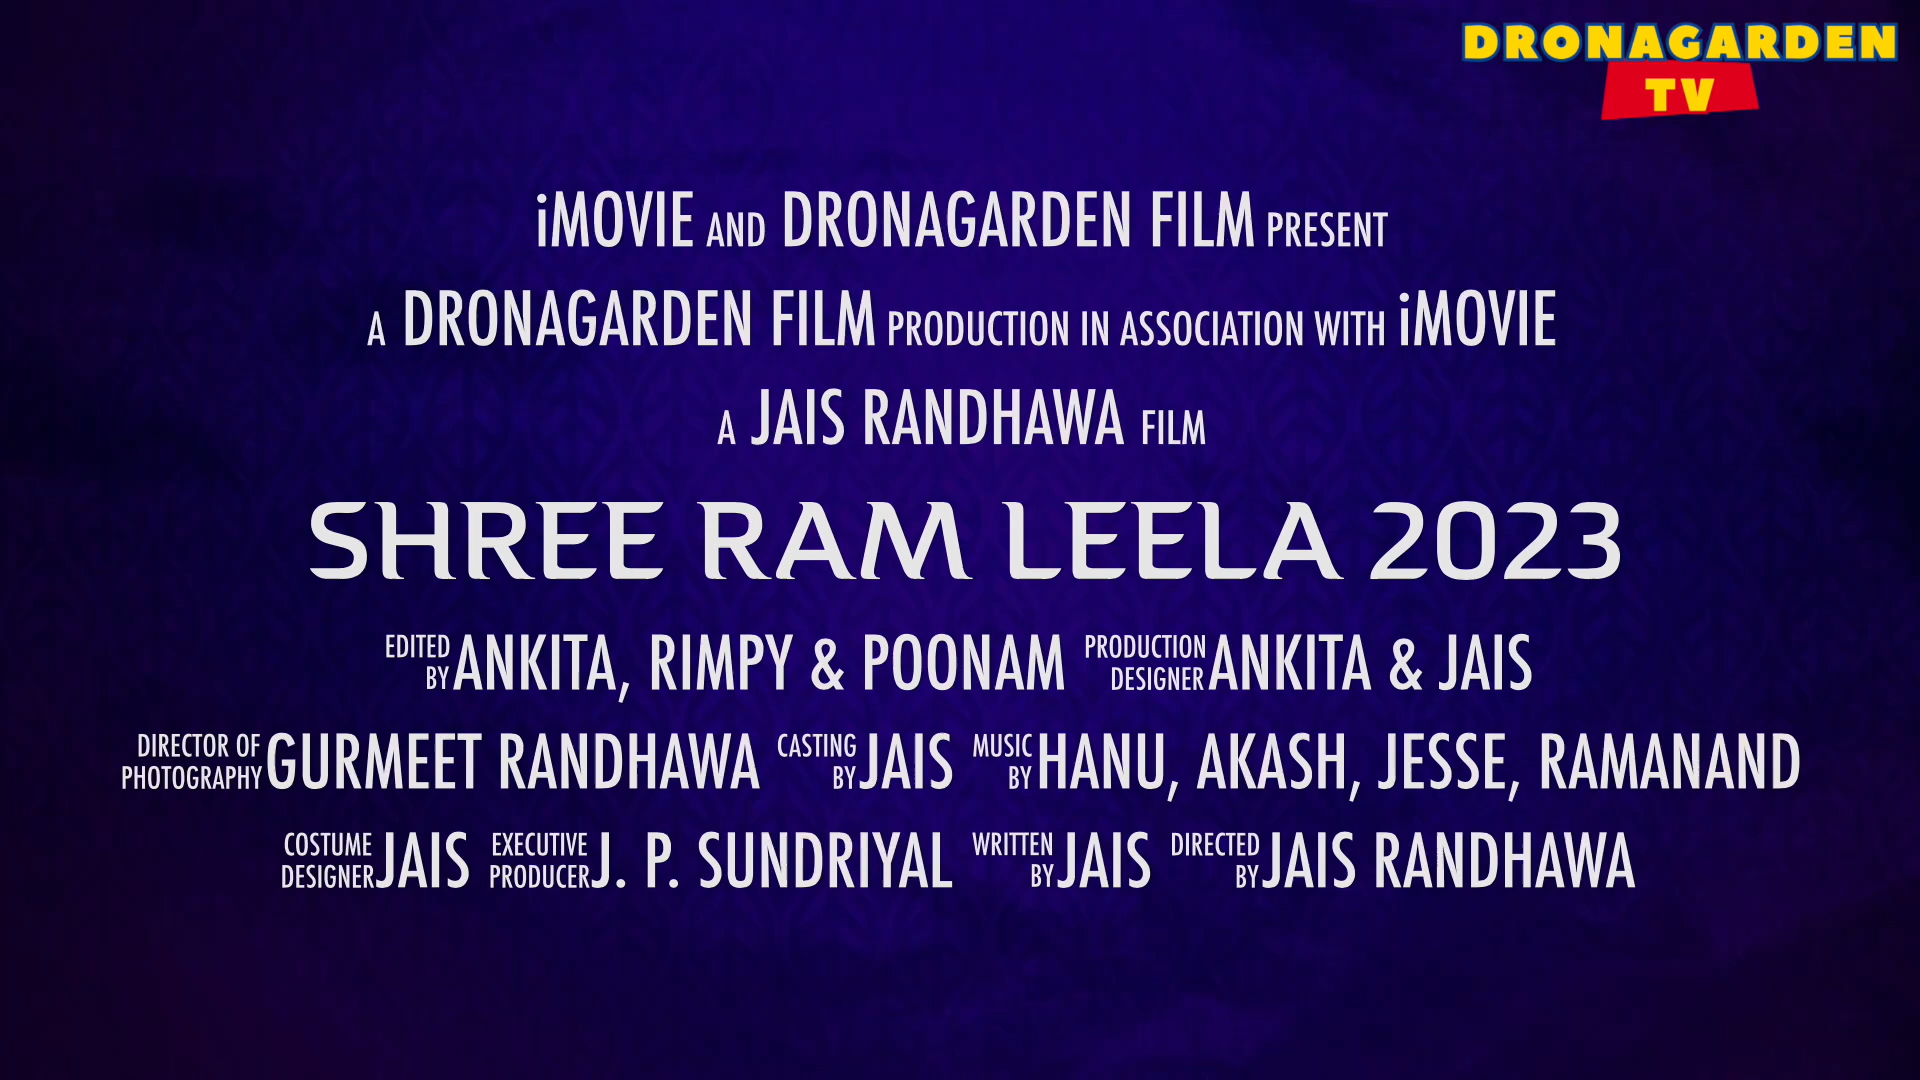 DRONAGARDEN
TV
iMOVIE AND DRONAGARDEN FILM PRESENT
A DRONAGARDEN FILM PRODUCTION IN ASSOCIATION WITH iMOVIE
A JAIS RANDHAWA FILM
SHREE RAM LEELA 2023
EDITED BY ANKITA, RIMPY & POONAM PRODUCTION DESIGNER ANKITA & JAIS
DIRECTOR OF PHOTOGRAPHY GURMEET RANDHAWA CASTING BY JAIS MUSIC BY HANU, AKASH, JESSE, RAMANAND
COSTUME DESIGNER JAIS EXECUTIVE PRODUCER J. P. SUNDRIYAL WRITTEN BY JAIS DIRECTED BY JAIS RANDHAWA